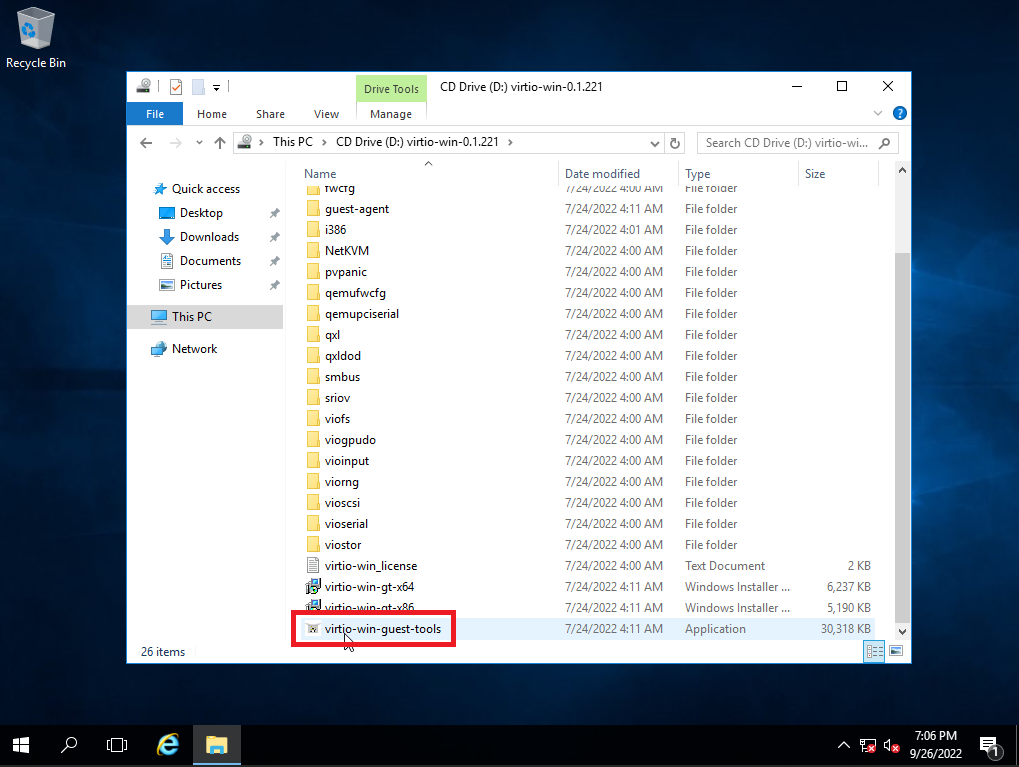 Recycle Bin
Drive Tools
CD Drive (D:) virtio-win-0.1.221
File Home Share View Manage
This PC CD Drive (D:) virtio-win-0.1.221
Search CD Drive (D:) virtio-wi...
Name Date modified Type Size
Quick access
Desktop
Downloads
Documents
Pictures
This PC
Network
fwcfg 7/24/2022 4:00 AM File folder
guest-agent 7/24/2022 4:11 AM File folder
i386 7/24/2022 4:01 AM File folder
NetKVM 7/24/2022 4:00 AM File folder
pvpanic 7/24/2022 4:00 AM File folder
qemufwcfg 7/24/2022 4:00 AM File folder
qemupciserial 7/24/2022 4:00 AM File folder
qxl 7/24/2022 4:00 AM File folder
qxldod 7/24/2022 4:00 AM File folder
smbus 7/24/2022 4:00 AM File folder
sriov 7/24/2022 4:00 AM File folder
viofs 7/24/2022 4:00 AM File folder
viogpudo 7/24/2022 4:00 AM File folder
vioinput 7/24/2022 4:00 AM File folder
viorng 7/24/2022 4:00 AM File folder
vioscsi 7/24/2022 4:00 AM File folder
vioserial 7/24/2022 4:00 AM File folder
viostor 7/24/2022 4:00 AM File folder
virtio-win_license 7/24/2022 4:00 AM Text Document 2 KB
virtio-win-gt-x64 7/24/2022 4:11 AM Windows Installer ... 6,237 KB
virtio-win-gt-x86 7/24/2022 4:11 AM Windows Installer ... 5,190 KB
virtio-win-guest-tools 7/24/2022 4:11 AM Application 30,318 KB
26 items
7:06 PM
9/26/2022
1